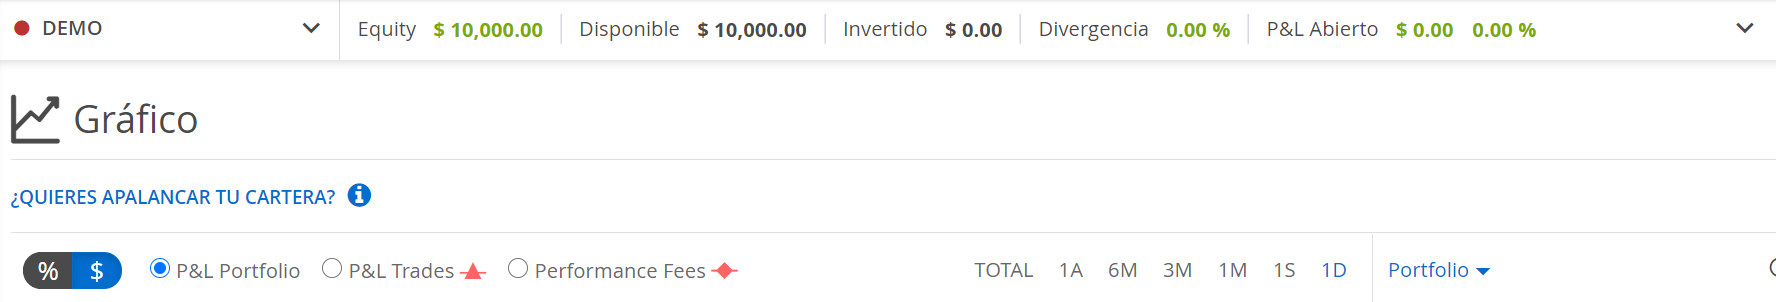 DEMO Equity $ 10,000.00 Disponible $ 10,000.00 Invertido $ 0.00 Divergencia 0.00 % P&L Abierto $ 0.00 0.00 %
Gráfico
¿QUIERES APALANCAR TU CARTERA?
% $ P&L Portfolio P&L Trades Performance Fees TOTAL 1A 6M 3M 1M 1S 1D Portfolio